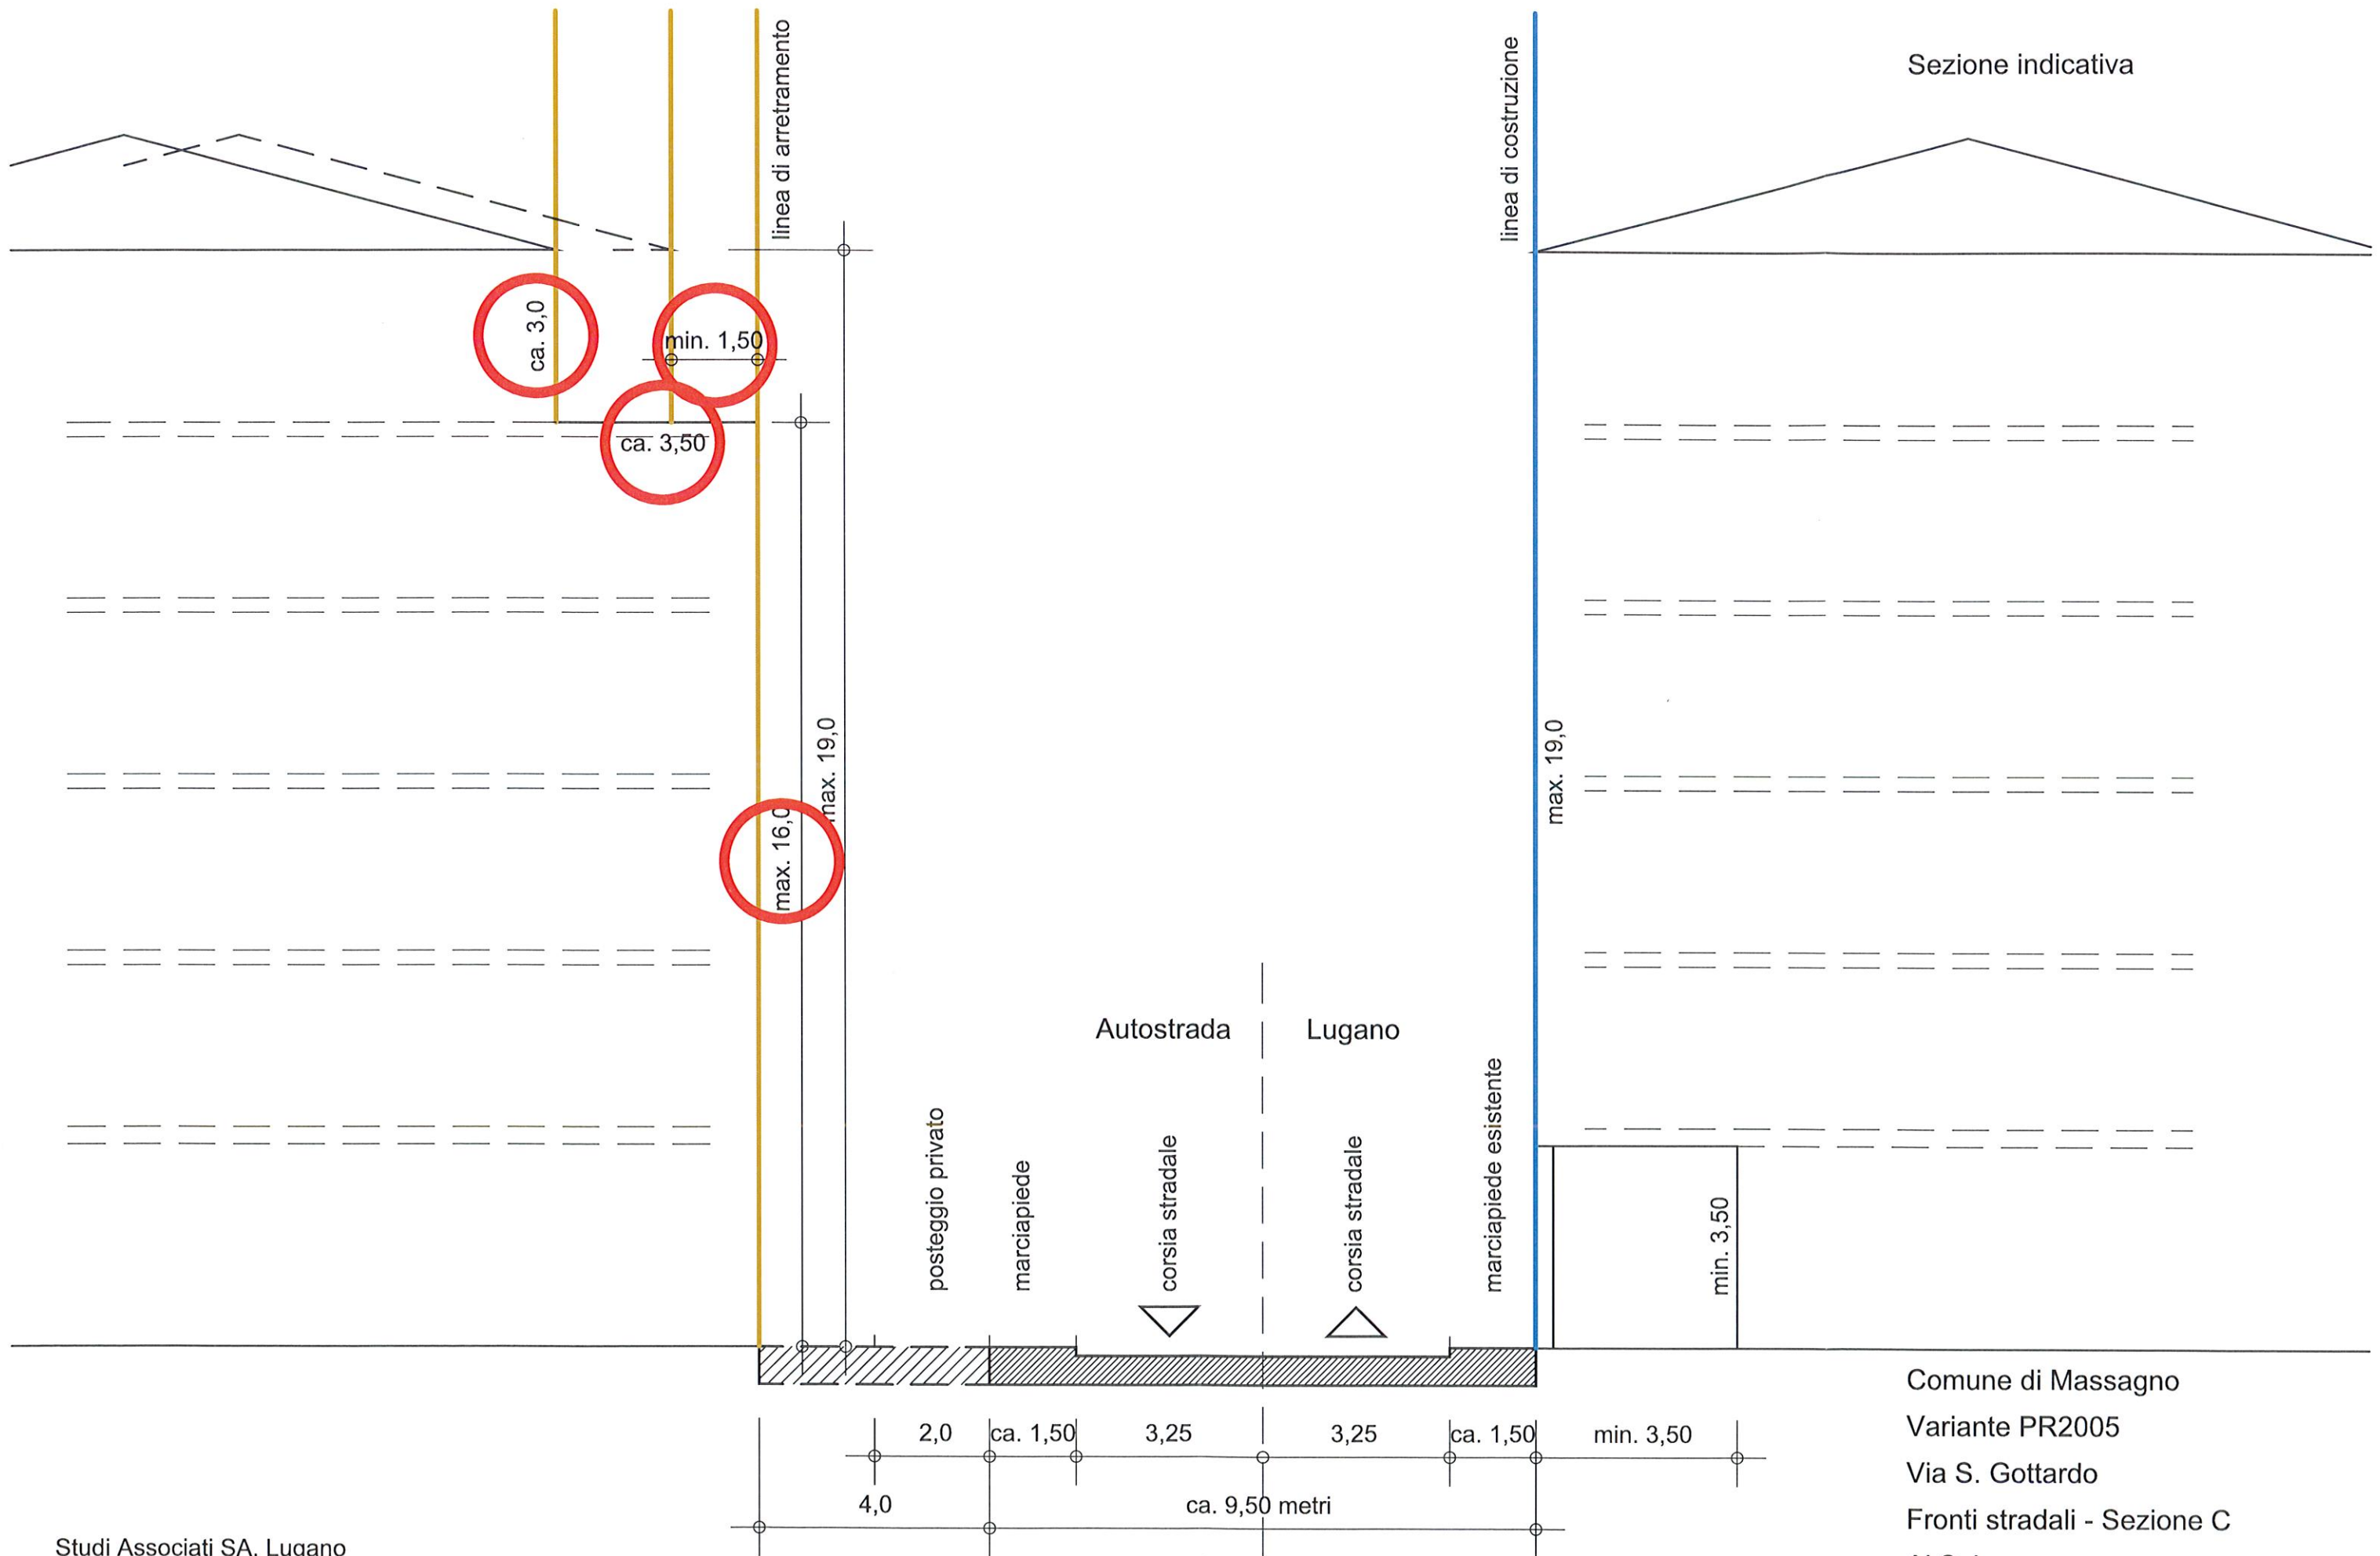 linea di arretramento
linea di costruzione
Sezione indicativa
ca. 3,0
min. 1,50
ca. 3,50
max. 19,0
max. 16,0
max. 19,0
Autostrada
Lugano
posteggio privato
marciapiede
corsia stradale
corsia stradale
marciapiede esistente
min. 3,50
2,0
ca. 1,50
3,25
3,25
ca. 1,50
min. 3,50
4,0
ca. 9,50 metri
Comune di Massagno
Variante PR2005
Via S. Gottardo
Fronti stradali - Sezione C
Studi Associati SA, Lugano